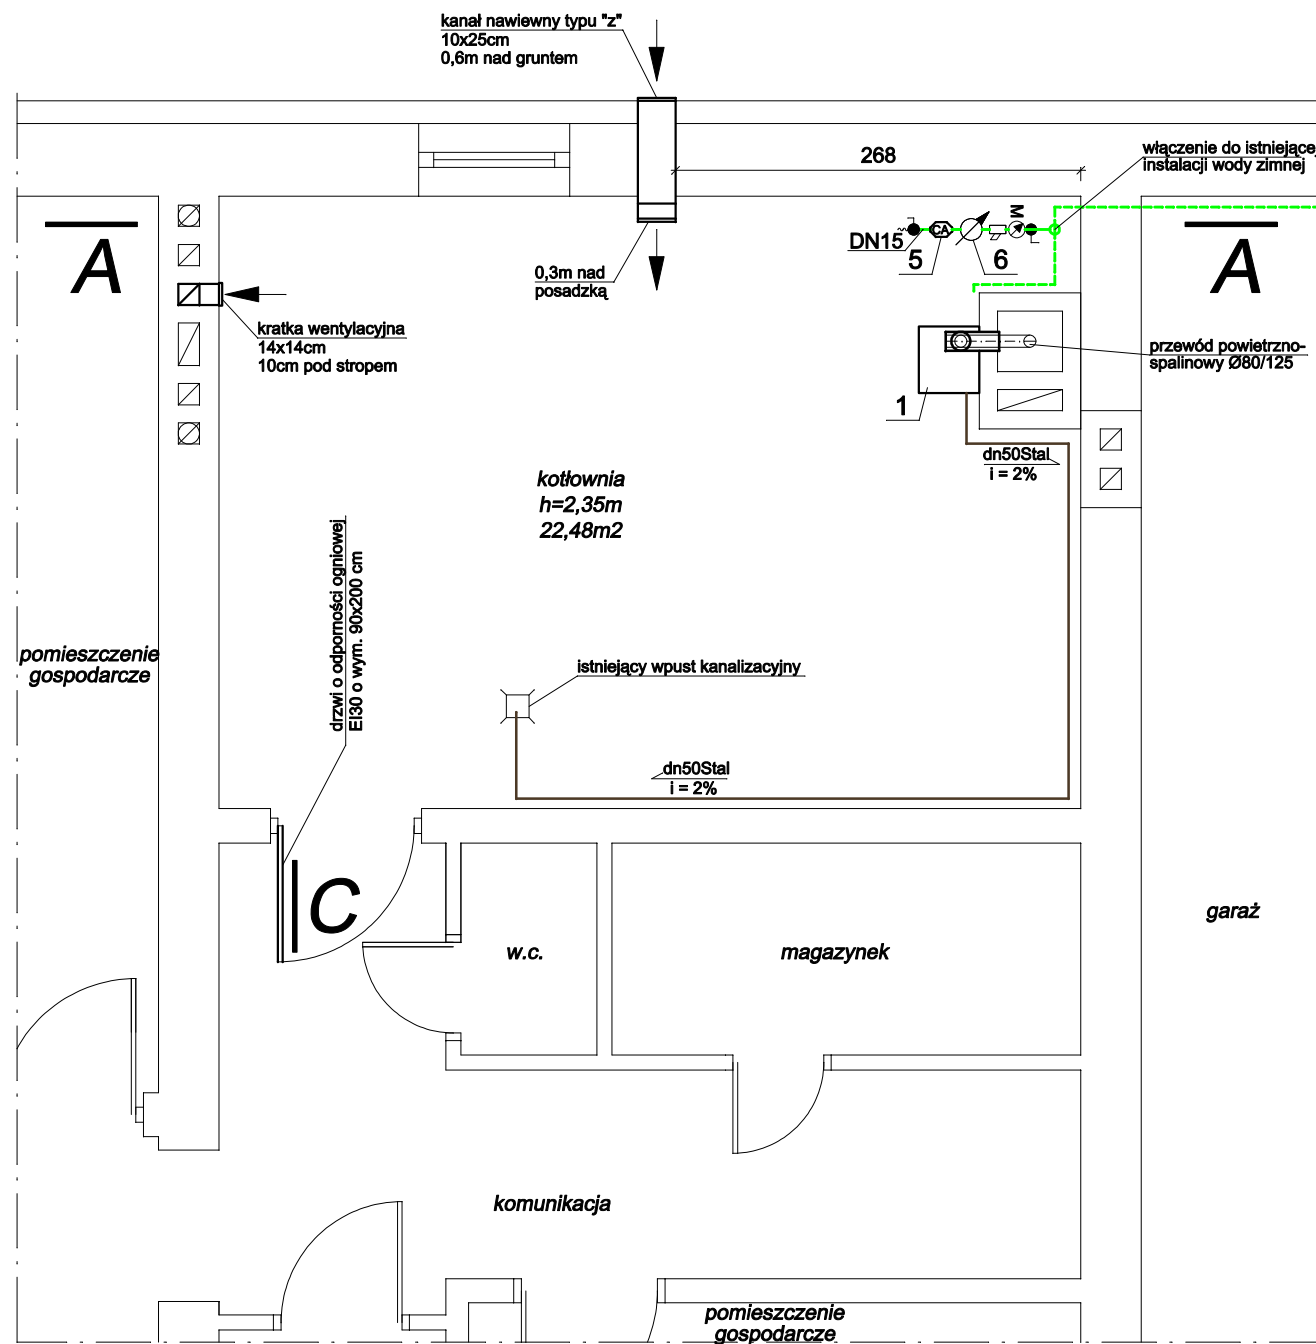 kanał nawiewny typu "z"
10x25cm
0,6m nad gruntem
268
włączenie do istniejącej
instalacji wody zimnej
A
A
M
DN15
CA
5
6
0,3m nad
posadzką
kratka wentylacyjna
14x14cm
10cm pod stropem
przewód powietrzno-
spalinowy Ø80/125
1
dn50Stal
i = 2%
kotłownia
h=2,35m
22,48m2
drzwi o odporności ogniowej
EI30 o wym. 90x200 cm
pomieszczenie
gospodarcze
istniejący wpust kanalizacyjny
dn50Stal
i = 2%
C
w.c.
magazynek
garaż
komunikacja
pomieszczenie
gospodarcze